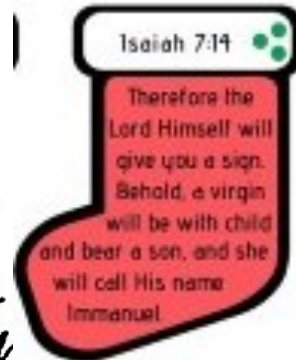 Isaiah 7:14
Therefore the
Lord Himself will
give you a sign.
Behold, a virgin
will be with child
and bear a son, and she
will call His name
Immanuel